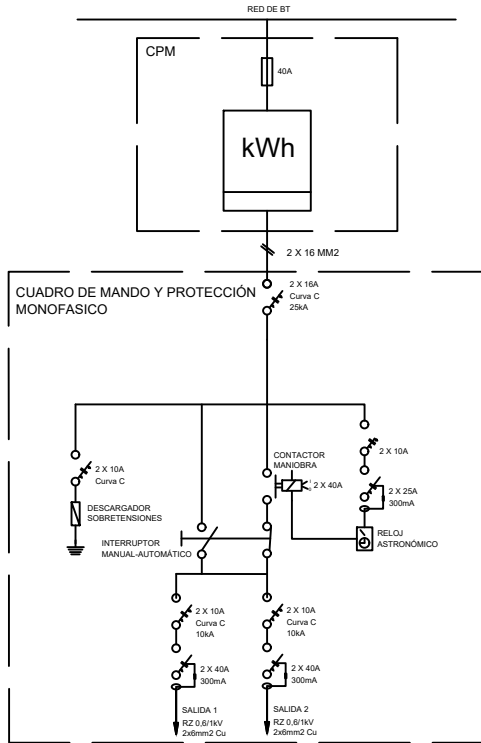 RED DE BT
CPM
40A
kWh
2 X 16 MM2
CUADRO DE MANDO Y PROTECCIÓN
MONOFASICO
2 X 16A
Curva C
25kA
2 X 10A
Curva C
DESCARGADOR
SOBRETENSIONES
INTERRUPTOR
MANUAL-AUTOMÁTICO
CONTACTOR
MANIOBRA
2 X 40A
2 X 10A
2 X 25A
300mA
RELOJ
ASTRONÓMICO
2 X 10A
Curva C
10kA
2 X 40A
300mA
SALIDA 1
RZ 0,6/1kV
2x6mm2 Cu
2 X 10A
Curva C
10kA
2 X 40A
300mA
SALIDA 2
RZ 0,6/1kV
2x6mm2 Cu